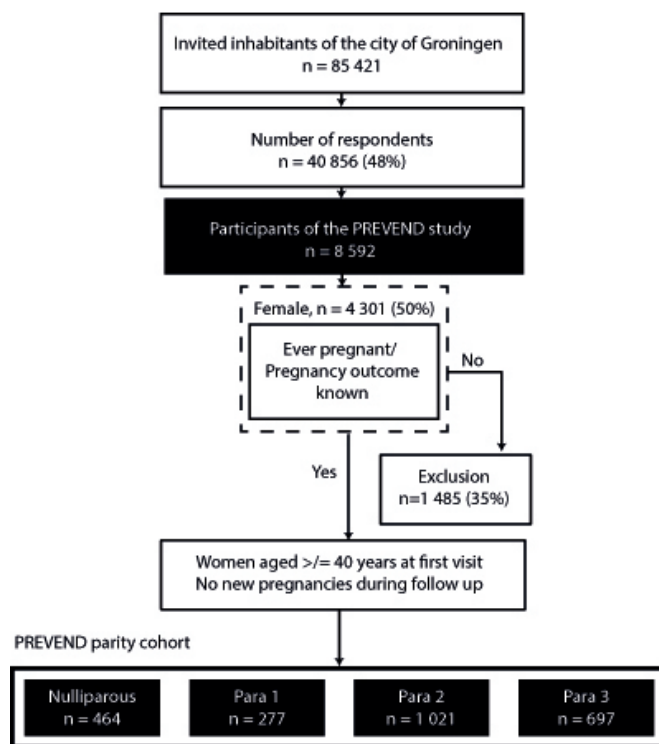 Invited inhabitants of the city of Groningen
n = 85 421
Number of respondents
n = 40 856 (48%)
Participants of the PREVEND study
n = 8 592
Female, n = 4 301 (50%)
Ever pregnant/
Pregnancy outcome
known
No
Yes
Exclusion
n=1 485 (35%)
Women aged >/= 40 years at first visit
No new pregnancies during follow up
PREVEND parity cohort
Nulliparous
n = 464
Para 1
n = 277
Para 2
n = 1 021
Para 3
n = 697